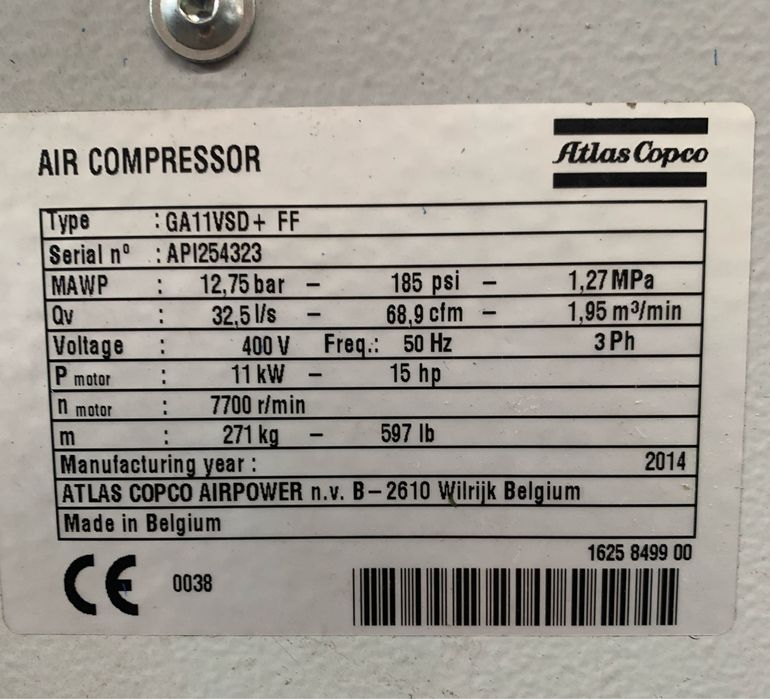 AIR COMPRESSOR
Atlas Copco
Type : GA11VSD+ FF
Serial nº : API254323
MAWP : 12,75 bar – 185 psi – 1,27 MPa
Qv : 32,5 l/s – 68,9 cfm – 1,95 m³/min
Voltage : 400 V Freq.: 50 Hz 3 Ph
P motor : 11 kW – 15 hp
n motor : 7700 r/min
m : 271 kg – 597 lb
Manufacturing year : 2014
ATLAS COPCO AIRPOWER n.v. B – 2610 Wilrijk Belgium
Made in Belgium
1625 8499 00
CE 0038